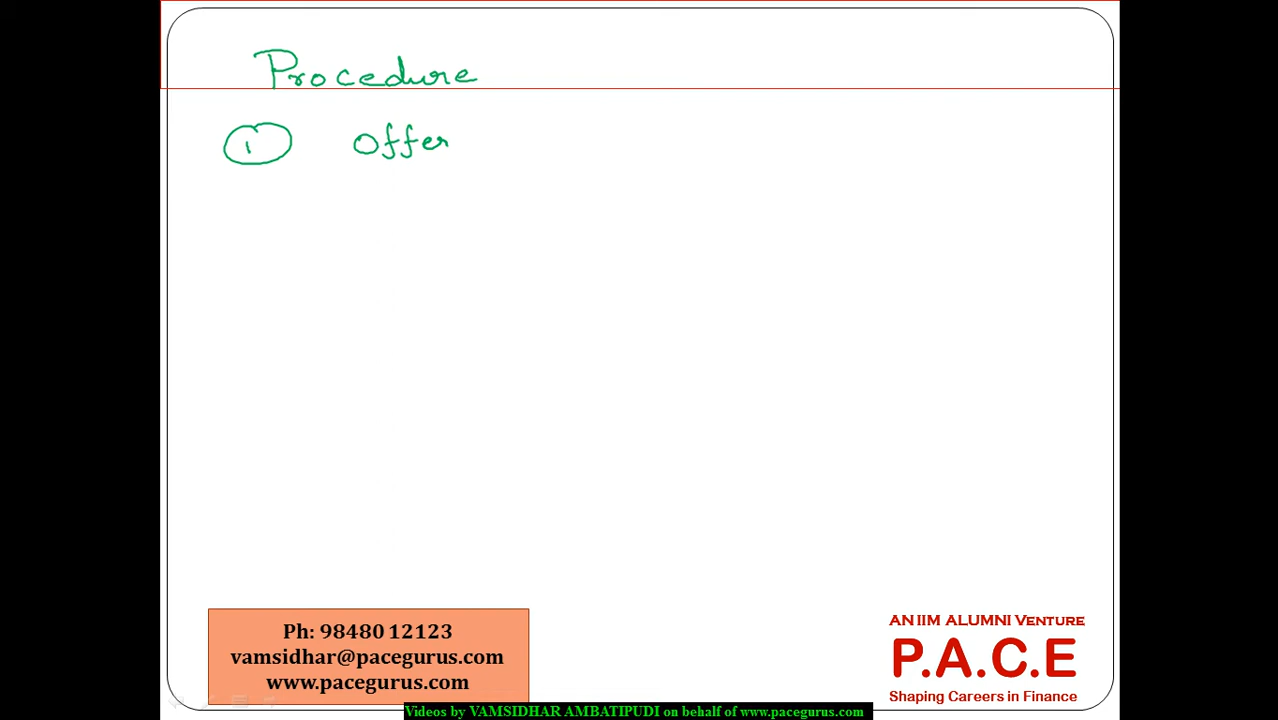 Procedure
1 Offer
Ph: 98480 12123
vamsidhar@pacegurus.com
www.pacegurus.com
AN IIM ALUMNI VENTURE
P.A.C.E
Shaping Careers in Finance
Videos by VAMSIDHAR AMBATIPUDI on behalf of www.pacegurus.com